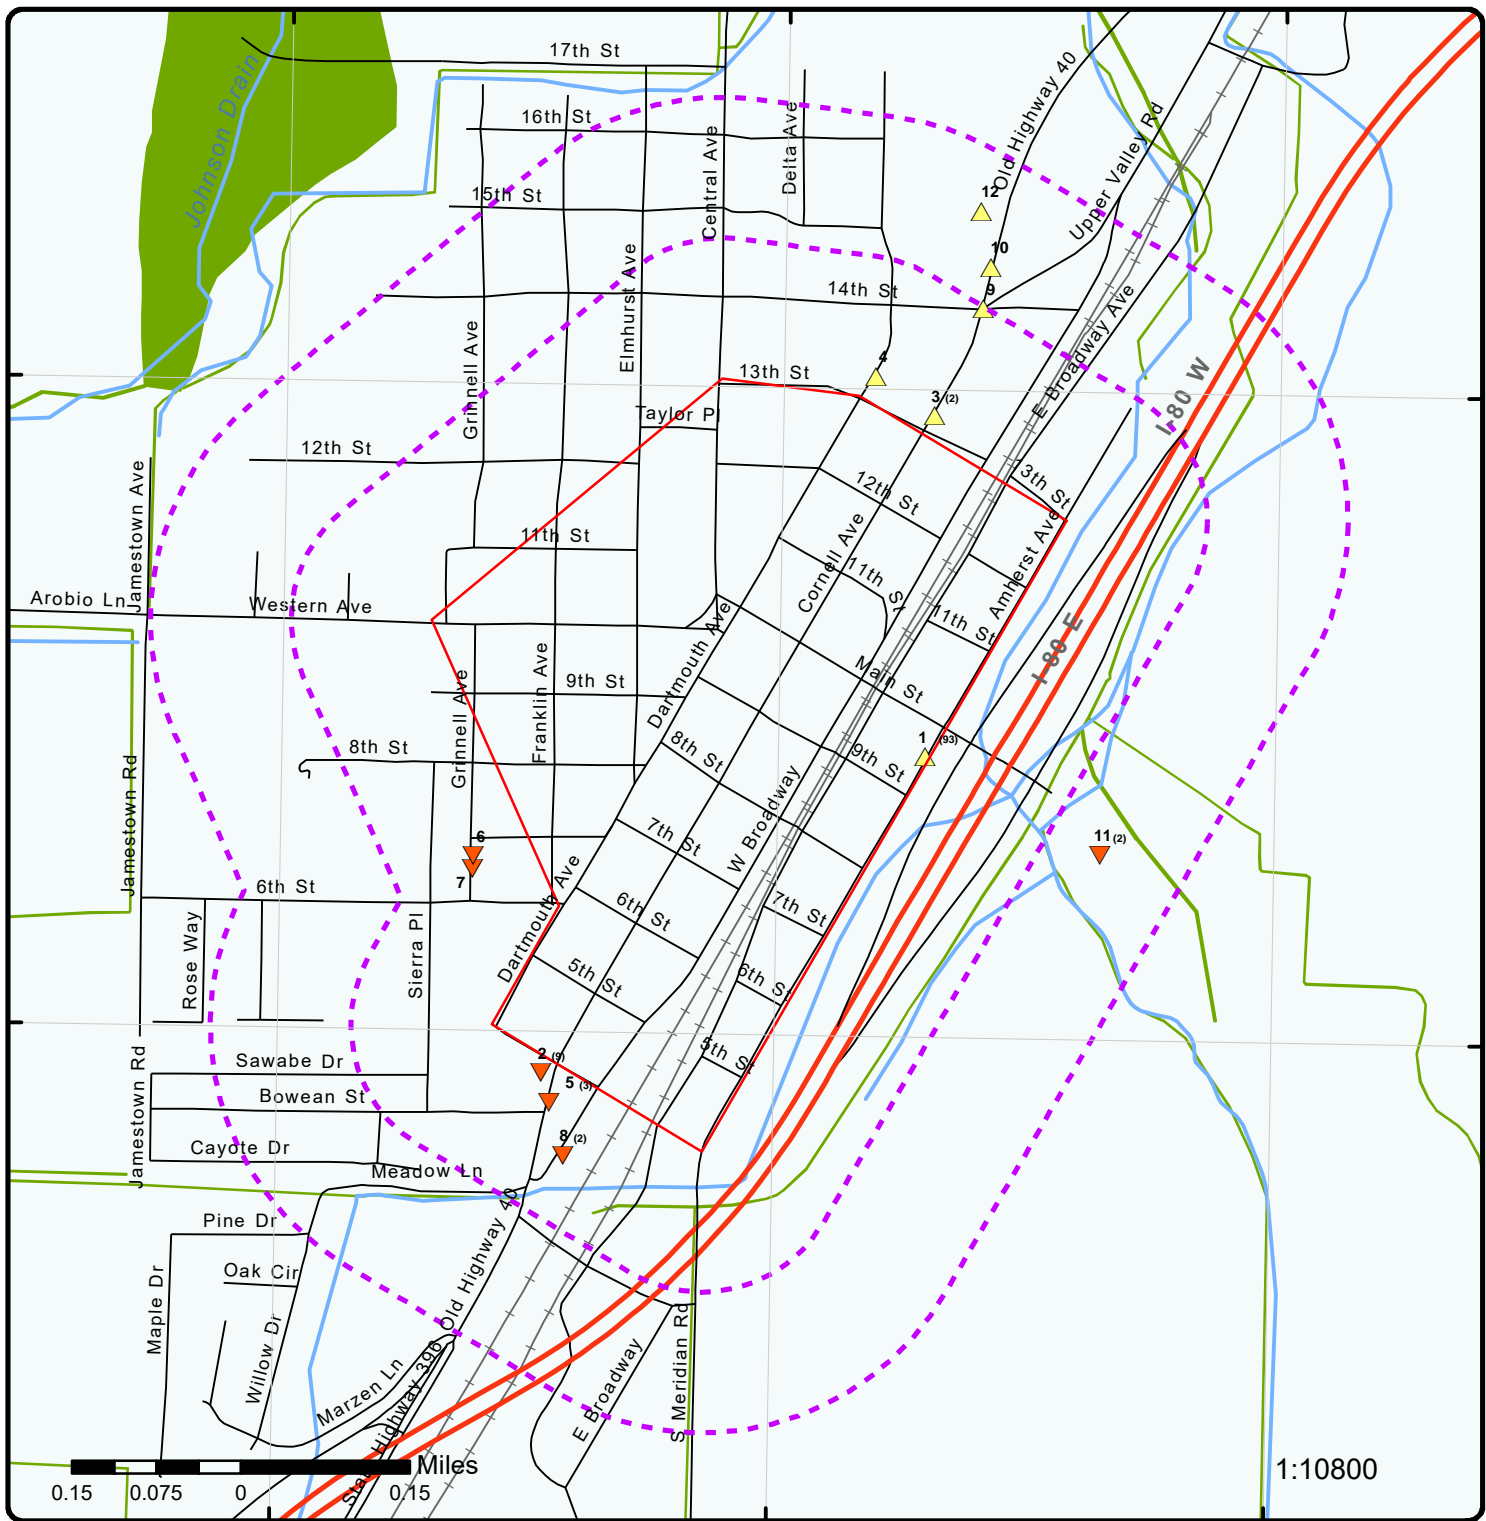 17th St
Johnson Drain
16th St
Central Ave
Delta Ave
Old Highway 40
Upper Valley Rd
15th St
12
10
9
14th St
Elmhurst Ave
Grinnell Ave
E Broadway Ave
I-80 W
4
13th St
3 (2)
Taylor Pl
12th St
12th St
3th St
Jamestown Ave
11th St
Cornell Ave
11th St
Amherst Ave
11th St
Arobio Ln
Western Ave
Dartmouth Ave
Main St
I-80 E
9th St
Franklin Ave
Grinnell Ave
8th St
8th St
1 (93)
9th St
Jamestown Rd
W Broadway
7th St
6
7
11 (2)
6th St
Dartmouth Ave
6th St
7th St
Rose Way
Sierra Pl
5th St
6th St
5th St
Sawabe Dr
2 (9)
5 (3)
Bowean St
Jamestown Rd
Cayote Dr
8 (2)
Meadow Ln
Pine Dr
Old Highway 40
Oak Cir
Maple Dr
Willow Dr
Marzen Ln
State Highway 396
E Broadway
S Meridian Rd
Miles
0.15 0.075 0 0.15
1:10800